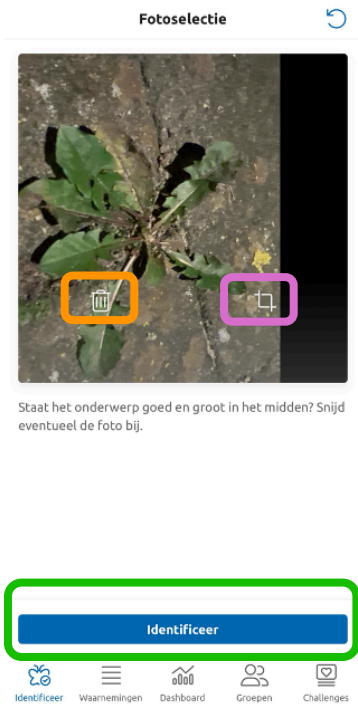 Fotoselectie
Staat het onderwerp goed en groot in het midden? Snijd
eventueel de foto bij.
Identificeer
Identificeer Waarnemingen Dashboard Groepen Challenges